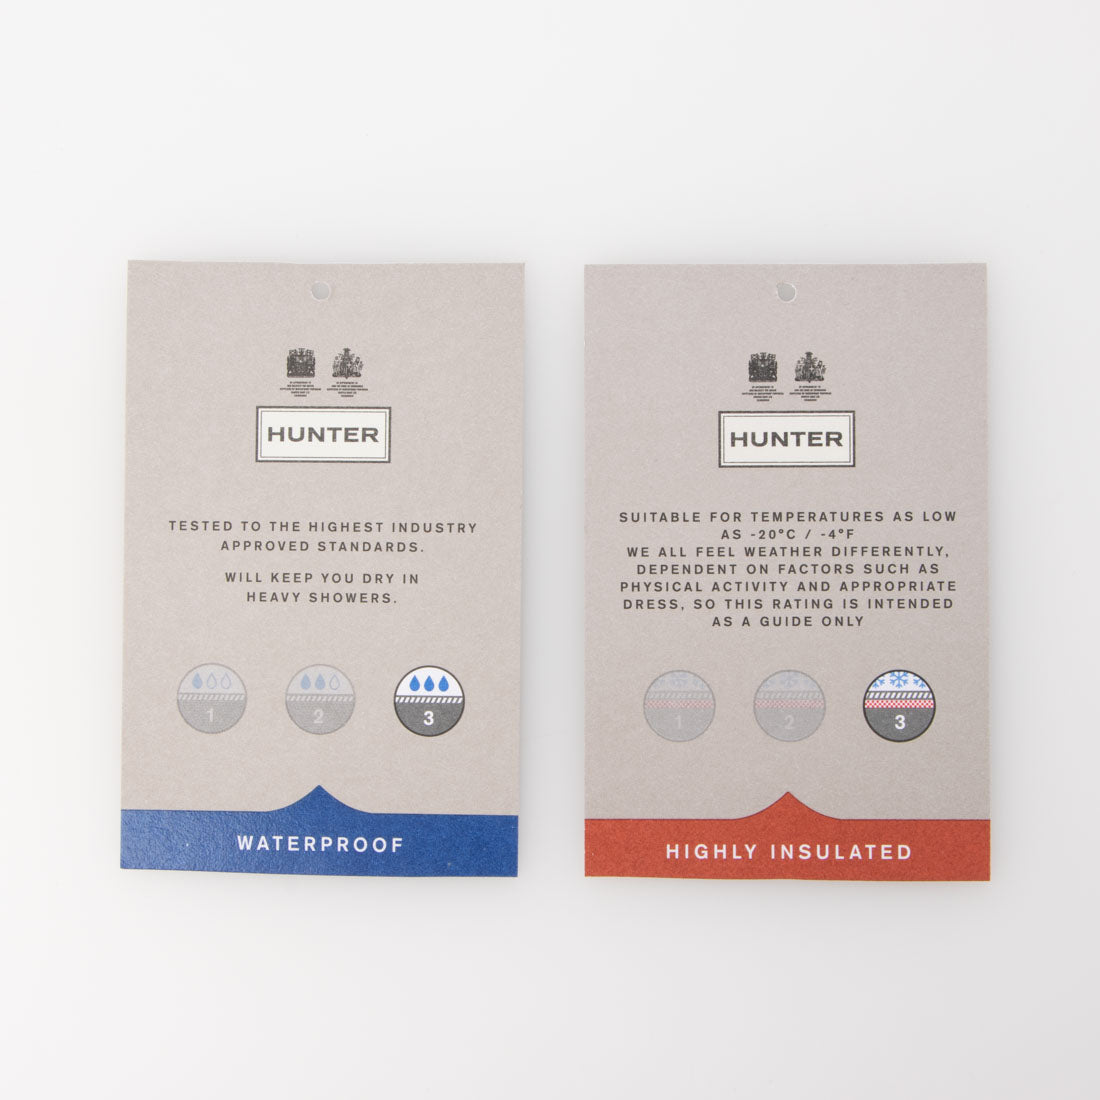 HUNTER
TESTED TO THE HIGHEST INDUSTRY
APPROVED STANDARDS.
WILL KEEP YOU DRY IN
HEAVY SHOWERS.
1
2
3
WATERPROOF
HUNTER
SUITABLE FOR TEMPERATURES AS LOW
AS -20°C / -4°F
WE ALL FEEL WEATHER DIFFERENTLY,
DEPENDENT ON FACTORS SUCH AS
PHYSICAL ACTIVITY AND APPROPRIATE
DRESS, SO THIS RATING IS INTENDED
AS A GUIDE ONLY
1
2
3
HIGHLY INSULATED